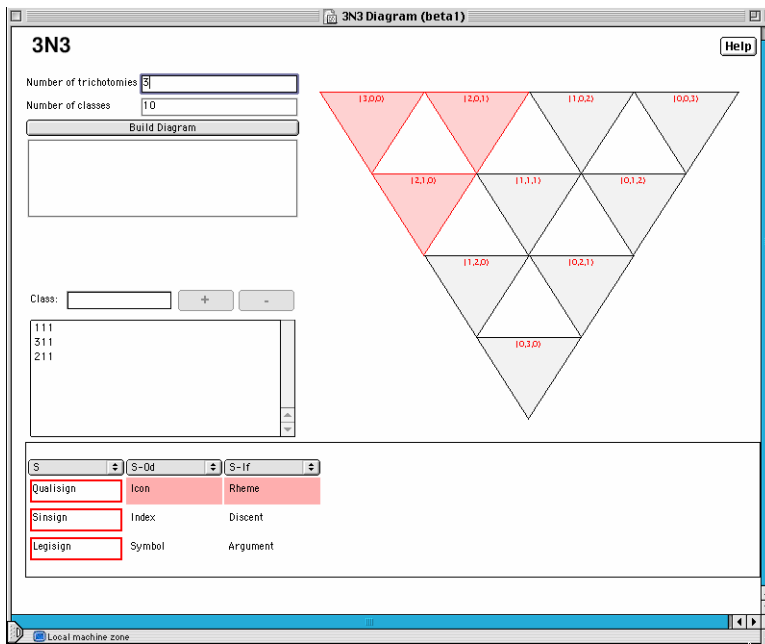 3N3 Diagram (beta1)
3N3
Help
Number of trichotomies 3
Number of classes 10
Build Diagram
(3,0,0) (2,0,1) (1,0,2) (0,0,3)
(2,1,0) (1,1,1) (0,1,2)
(1,2,0) (0,2,1)
(0,3,0)
Class: + -
111
311
211
S S-Od S-If
Qualisign Icon Rheme
Sinsign Index Discent
Legisign Symbol Argument
Local machine zone